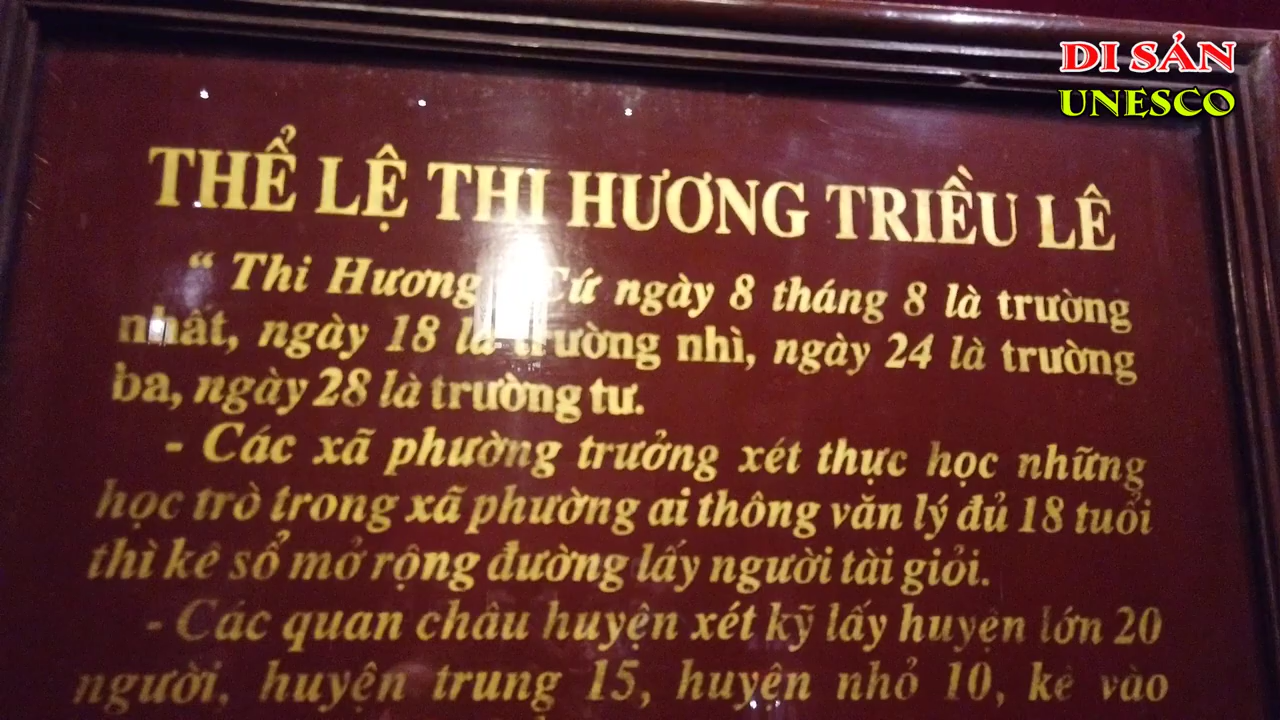 DI SẢN
UNESCO
THỂ LỆ THI HƯƠNG TRIỀU LÊ
“ Thi Hương Cứ ngày 8 tháng 8 là trường
nhất, ngày 18 là trường nhì, ngày 24 là trường
ba, ngày 28 là trường tư.
- Các xã phường trưởng xét thực học những
học trò trong xã phường ai thông văn lý đủ 18 tuổi
thì kê sổ mở rộng đường lấy người tài giỏi.
- Các quan châu huyện xét kỹ lấy huyện lớn 20
người, huyện trung 15, huyện nhỏ 10, kê vào